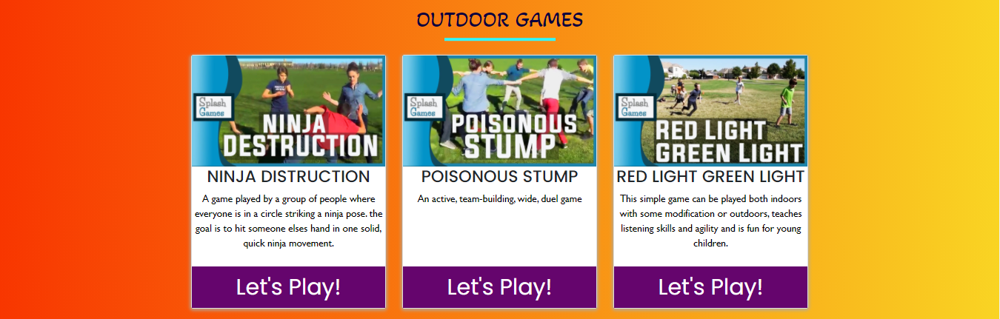 OUTDOOR GAMES
Splash
Games
NINJA
DESTRUCTION
NINJA DISTRUCTION
A game played by a group of people where
everyone is in a circle striking a ninja pose. the
goal is to hit someone elses hand in one solid,
quick ninja movement.
Let's Play!
Splash
Games
POISONOUS
STUMP
POISONOUS STUMP
An active, team-building, wide, duel game
Let's Play!
Splash
Games
RED LIGHT
GREEN LIGHT
RED LIGHT GREEN LIGHT
This simple game can be played both indoors
with some modification or outdoors, teaches
listening skills and agility and is fun for young
children.
Let's Play!